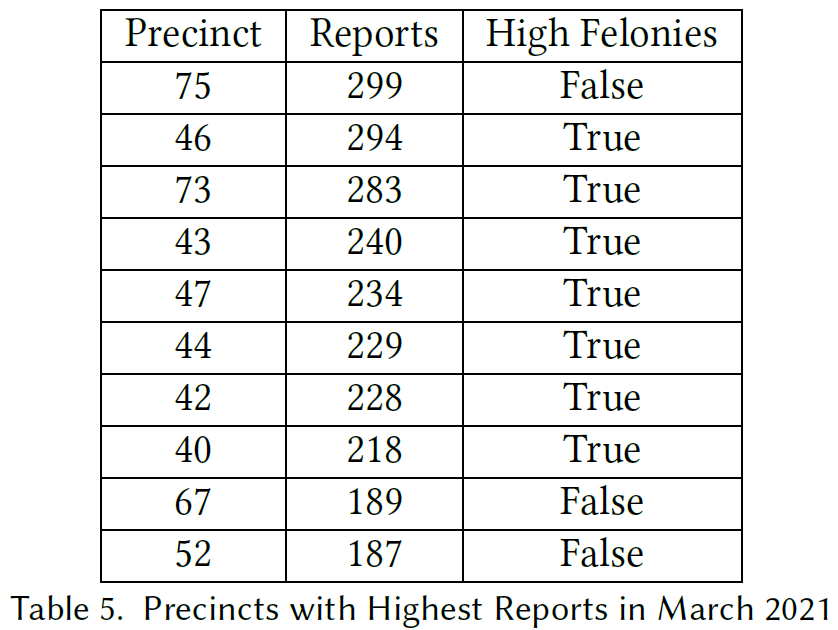 Precinct Reports High Felonies
75 299 False
46 294 True
73 283 True
43 240 True
47 234 True
44 229 True
42 228 True
40 218 True
67 189 False
52 187 False
Table 5. Precincts with Highest Reports in March 2021